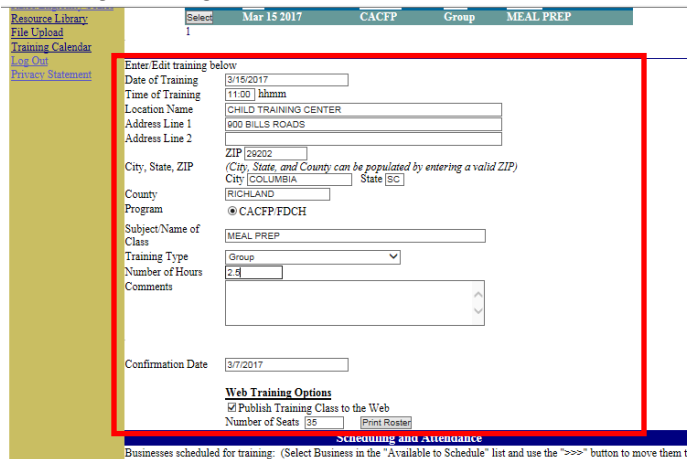 Resource Library
Select Mar 15 2017 CACFP Group MEAL PREP
File Upload
1
Training Calendar
Log Out
Privacy Statement
Enter/Edit training below
Date of Training 3/15/2017
Time of Training 11:00 hhmm
Location Name CHILD TRAINING CENTER
Address Line 1 900 BILLS ROADS
Address Line 2
ZIP 29202
City, State, ZIP (City, State, and County can be populated by entering a valid ZIP)
City COLUMBIA State SC
County RICHLAND
Program CACFP/FDCH
Subject/Name of
Class MEAL PREP
Training Type Group
Number of Hours 2.5
Comments
Confirmation Date 3/7/2017
Web Training Options
Publish Training Class to the Web
Number of Seats 35 Print Roster
Scheduling and Attendance
Businesses scheduled for training: (Select Business in the "Available to Schedule" list and use the ">>>" button to move them t